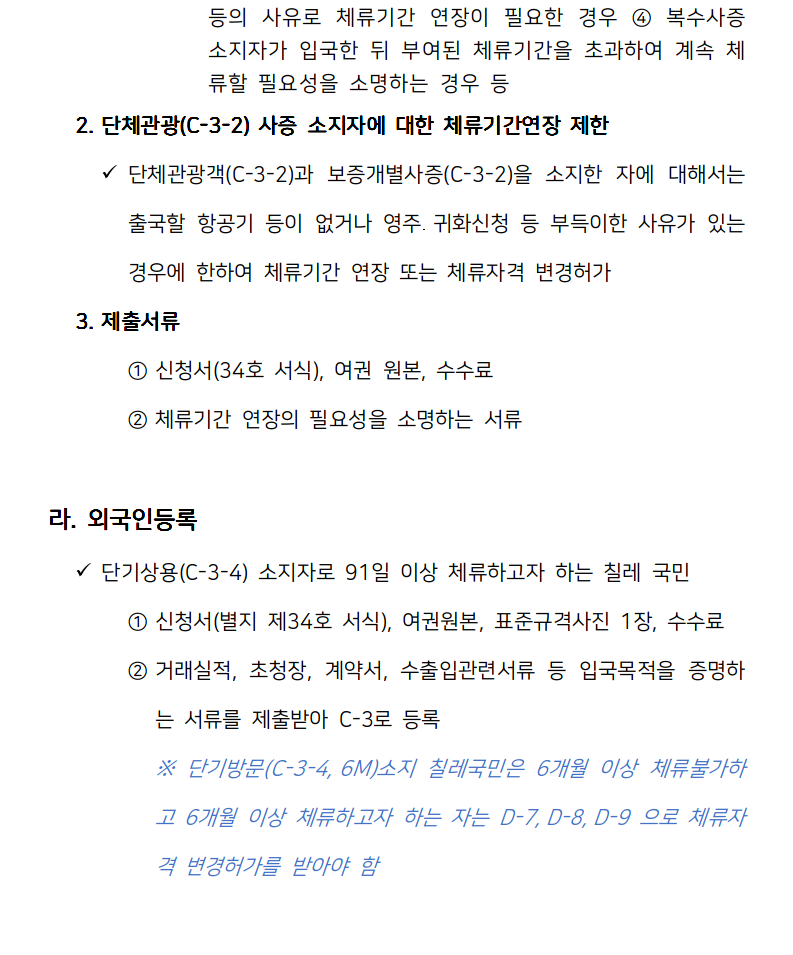 등의 사유로 체류기간 연장이 필요한 경우 ④ 복수사증
소지자가 입국한 뒤 부여된 체류기간을 초과하여 계속 체
류할 필요성을 소명하는 경우 등
2. 단체관광(C-3-2) 사증 소지자에 대한 체류기간연장 제한
✓ 단체관광객(C-3-2)과 보증개별사증(C-3-2)을 소지한 자에 대해서는
출국할 항공기 등이 없거나 영주. 귀화신청 등 부득이한 사유가 있는
경우에 한하여 체류기간 연장 또는 체류자격 변경허가
3. 제출서류
① 신청서(34호 서식), 여권 원본, 수수료
② 체류기간 연장의 필요성을 소명하는 서류
라. 외국인등록
✓ 단기상용(C-3-4) 소지자로 91일 이상 체류하고자 하는 칠레 국민
① 신청서(별지 제34호 서식), 여권원본, 표준규격사진 1장, 수수료
② 거래실적, 초청장, 계약서, 수출입관련서류 등 입국목적을 증명하
는 서류를 제출받아 C-3로 등록
※ 단기방문(C-3-4, 6M)소지 칠레국민은 6개월 이상 체류불가하
고 6개월 이상 체류하고자 하는 자는 D-7, D-8, D-9 으로 체류자
격 변경허가를 받아야 함